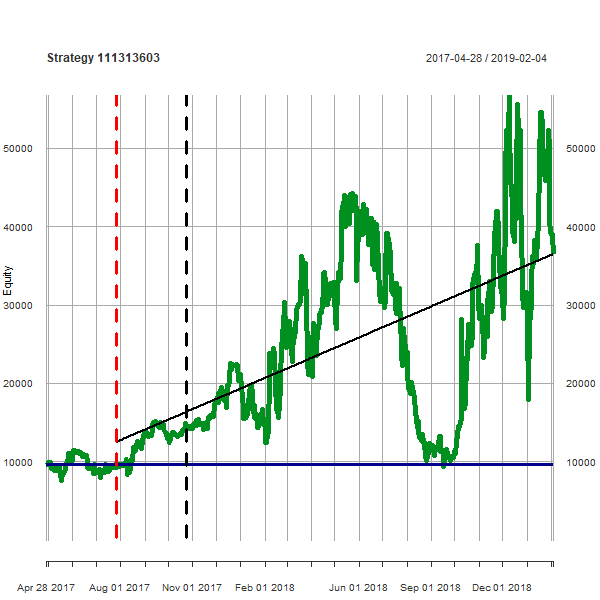 Strategy 111313603
2017-04-28 / 2019-02-04
50000 50000
40000 40000
Equity
30000 30000
20000 20000
10000 10000
Apr 28 2017 Aug 01 2017 Nov 01 2017 Feb 01 2018 Jun 01 2018 Sep 01 2018 Dec 01 2018